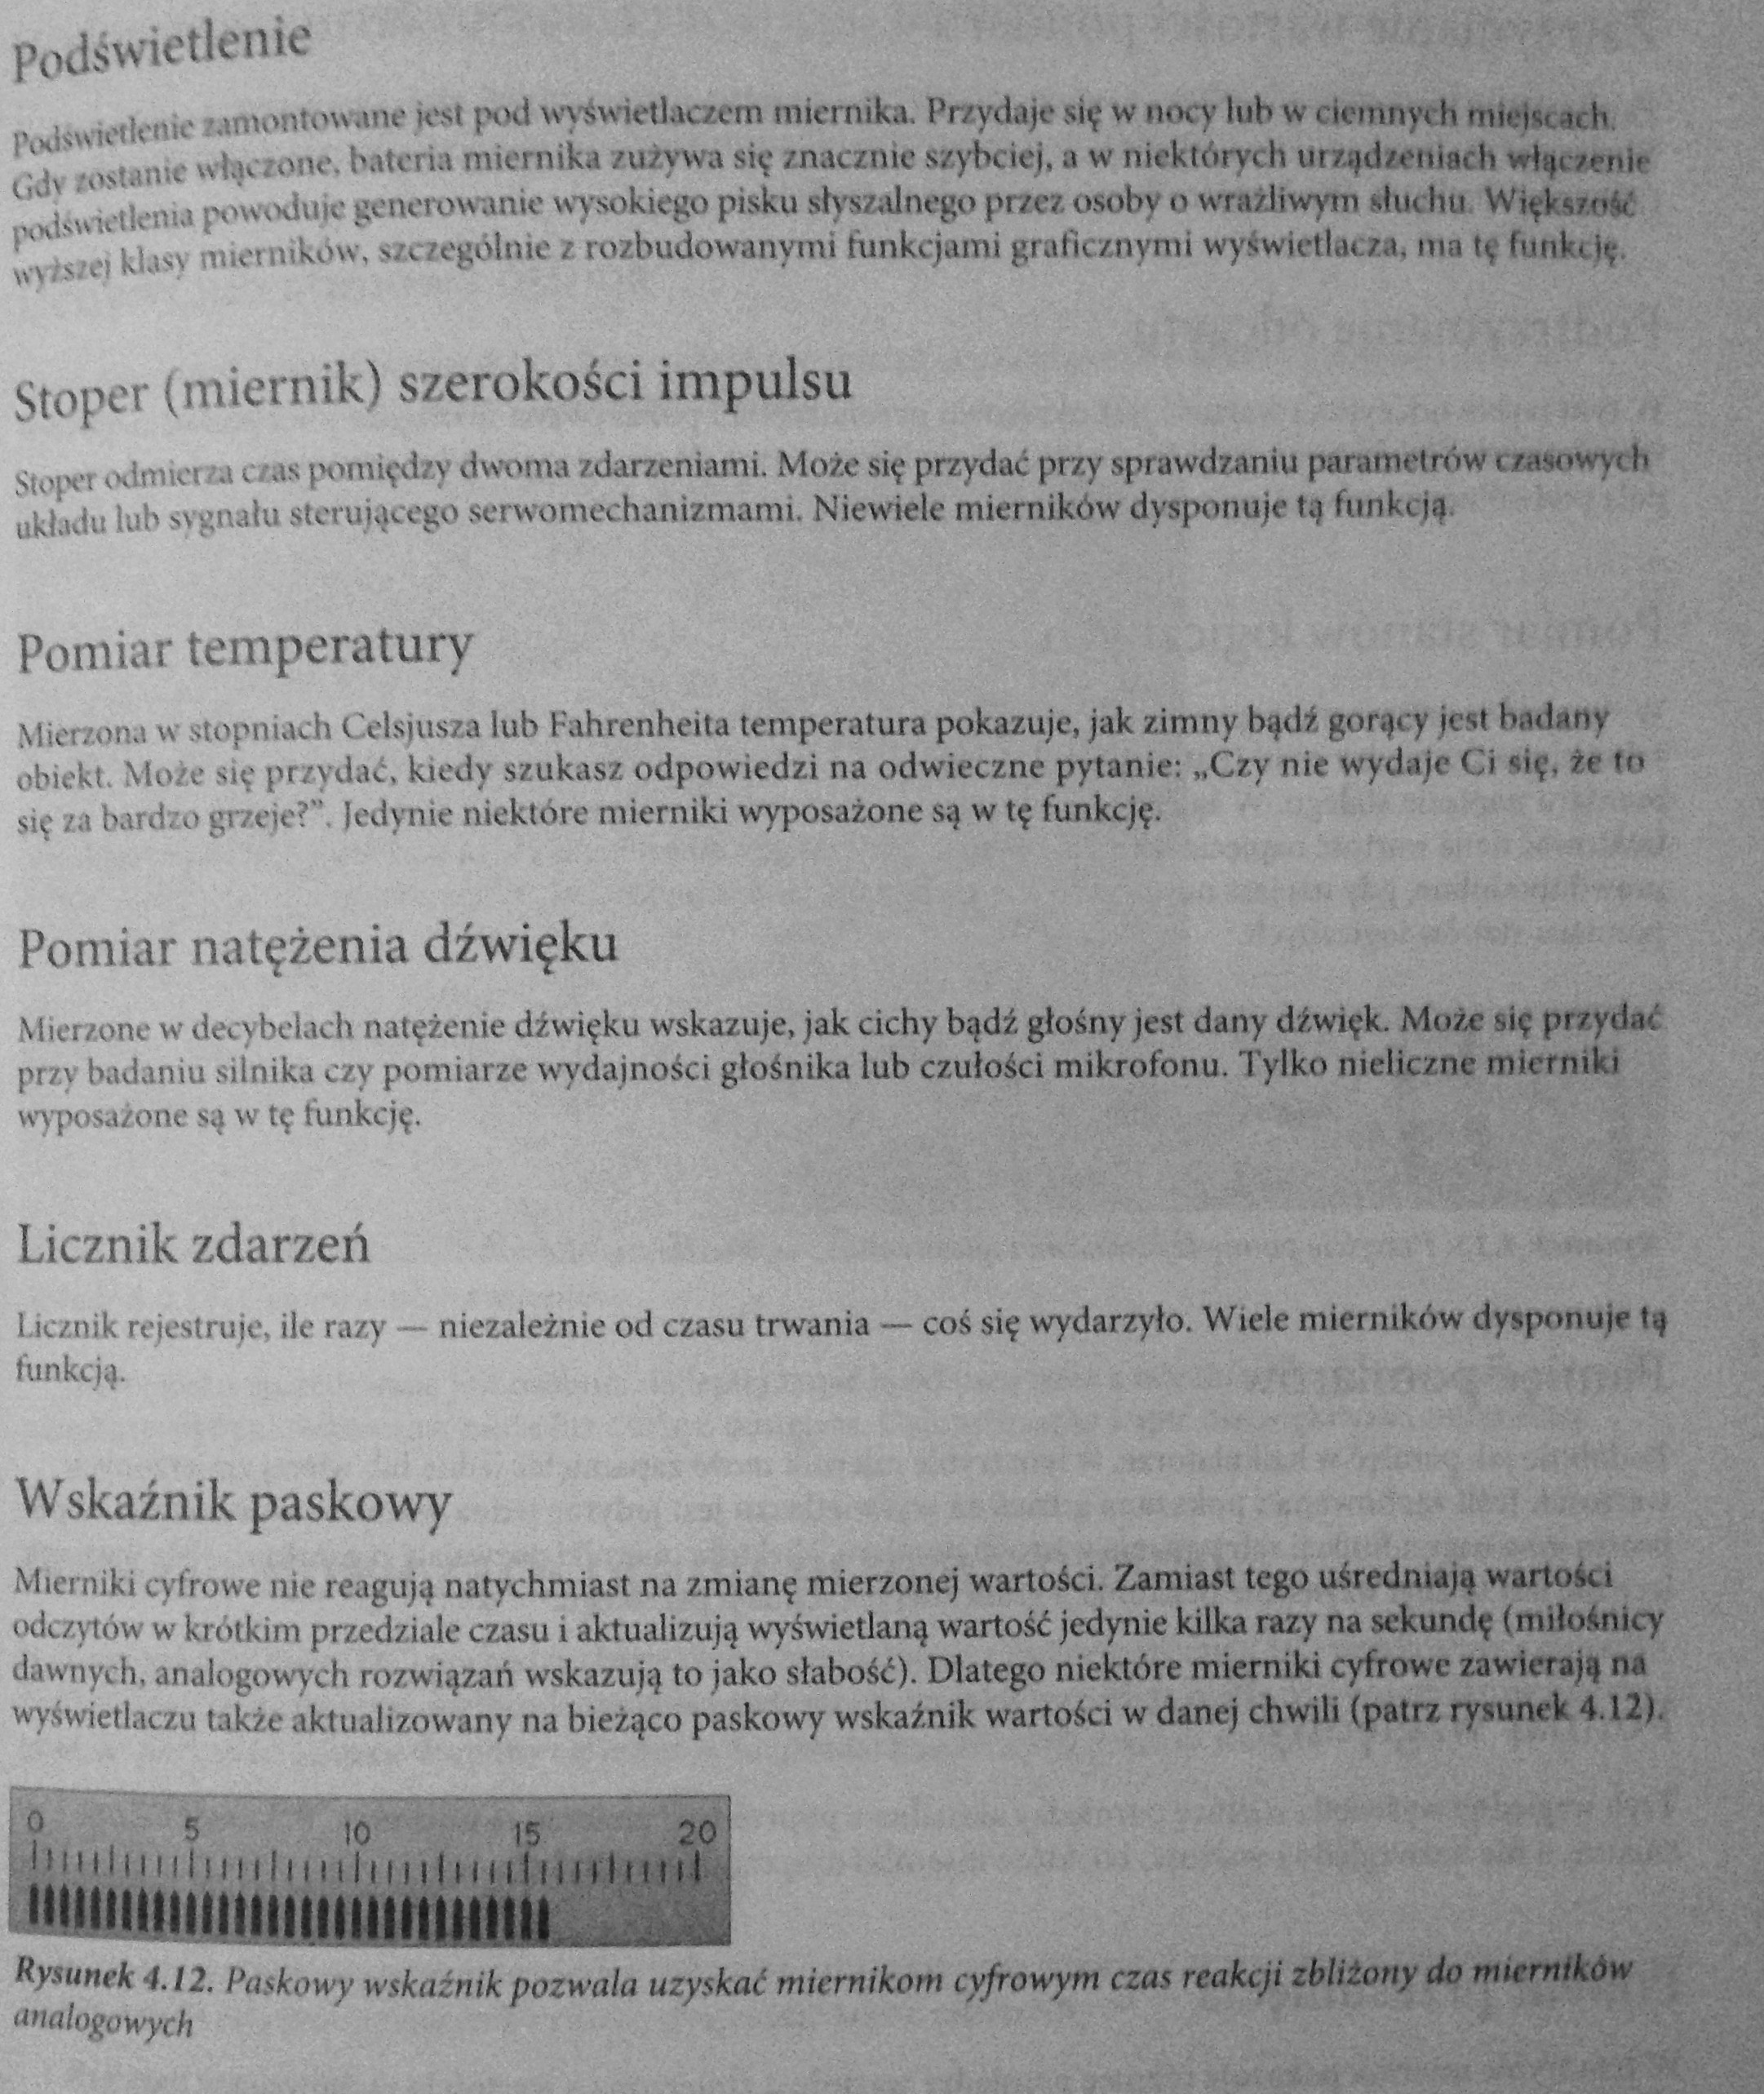 Podświetlenie
Podświetlenie zamontowane jest pod wyświetlaczem miernika. Przydaje się w nocy lub w ciemnych miejscach.
Gdy zostanie włączone, bateria miernika zużywa się znacznie szybciej, a w niektórych urządzeniach włączenie
podświetlenia powoduje generowanie wysokiego pisku słyszalnego przez osoby o wrażliwym słuchu. Większość
wyższej klasy mierników, szczególnie z rozbudowanymi funkcjami graficznymi wyświetlacza, ma tę funkcję.
Stoper (miernik) szerokości impulsu
Stoper odmierza czas pomiędzy dwoma zdarzeniami. Może się przydać przy sprawdzaniu parametrów czasowych
układu lub sygnału sterującego serwomechanizmami. Niewiele mierników dysponuje tą funkcją.
Pomiar temperatury
Mierzona w stopniach Celsjusza lub Fahrenheita temperatura pokazuje, jak zimny bądź gorący jest badany
obiekt. Może się przydać, kiedy szukasz odpowiedzi na odwieczne pytanie: „Czy nie wydaje Ci się, że to
się za bardzo grzeje?”. Jedynie niektóre mierniki wyposażone są w tę funkcję.
Pomiar natężenia dźwięku
Mierzone w decybelach natężenie dźwięku wskazuje, jak cichy bądź głośny jest dany dźwięk. Może się przydać
przy badaniu silnika czy pomiarze wydajności głośnika lub czułości mikrofonu. Tylko nieliczne mierniki
wyposażone są w tę funkcję.
Licznik zdarzeń
Licznik rejestruje, ile razy — niezależnie od czasu trwania — coś się wydarzyło. Wiele mierników dysponuje tą
funkcją.
Wskaźnik paskowy
Mierniki cyfrowe nie reagują natychmiast na zmianę mierzonej wartości. Zamiast tego uśredniają wartości
odczytów w krótkim przedziale czasu i aktualizują wyświetlaną wartość jedynie kilka razy na sekundę (miłośnicy
dawnych, analogowych rozwiązań wskazują to jako słabość). Dlatego niektóre mierniki cyfrowe zawierają na
wyświetlaczu także aktualizowany na bieżąco paskowy wskaźnik wartości w danej chwili (patrz rysunek 4.12).
0 5 10 15 20
Rysunek 4.12. Paskowy wskaźnik pozwala uzyskać miernikom cyfrowym czas reakcji zbliżony do mierników
analogowych